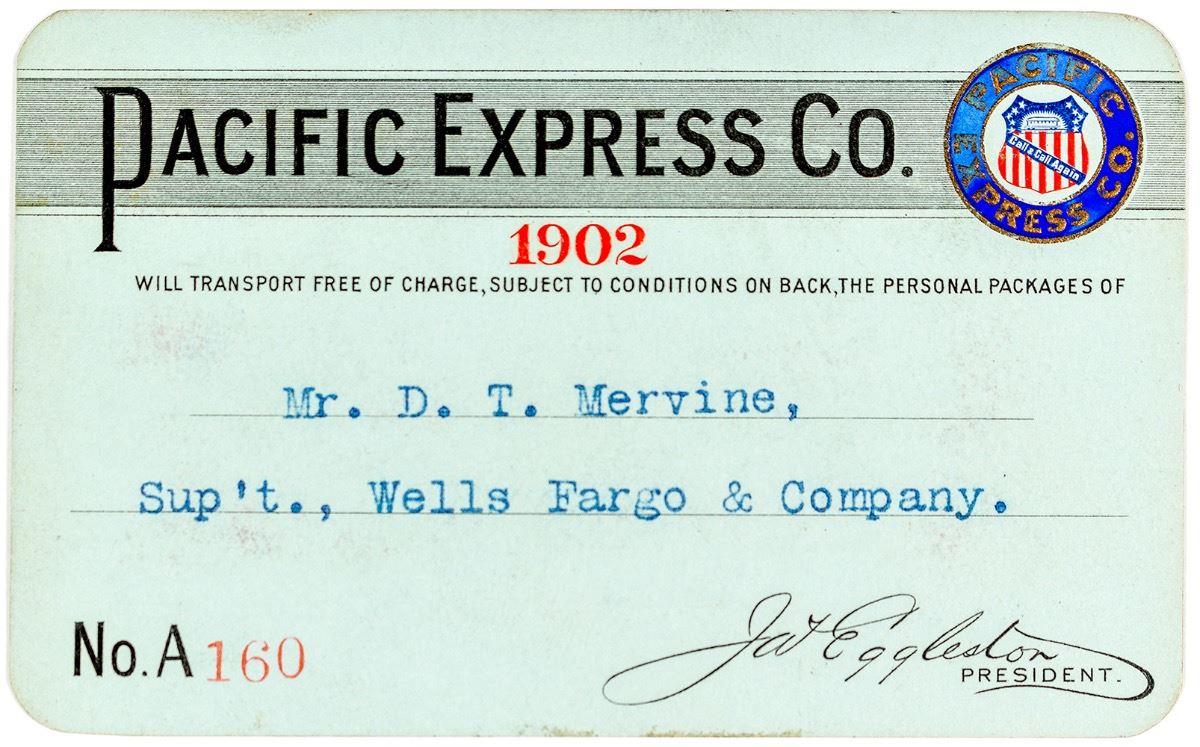 PACIFIC EXPRESS CO.
PACIFIC EXPRESS CO.
Call & Call Again
1902
WILL TRANSPORT FREE OF CHARGE, SUBJECT TO CONDITIONS ON BACK, THE PERSONAL PACKAGES OF
Mr. D. T. Mervine,
Sup't., Wells Fargo & Company.
No. A 160
Eggleston
PRESIDENT.